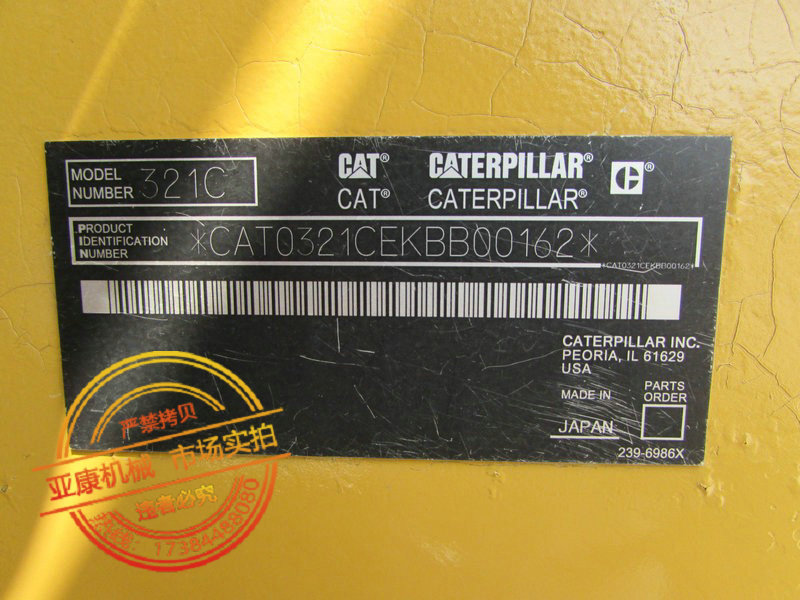 MODEL NUMBER 321C
CAT® CATERPILLAR® C®
CAT® CATERPILLAR®
PRODUCT IDENTIFICATION NUMBER *CAT0321CEKBB00162*
*CAT0321CEKBB00162*
CATERPILLAR INC.
PEORIA, IL 61629
USA
MADE IN JAPAN
PARTS ORDER
239-6986X
严禁拷贝
亚康机械 市场实拍
违者必究
17384468080